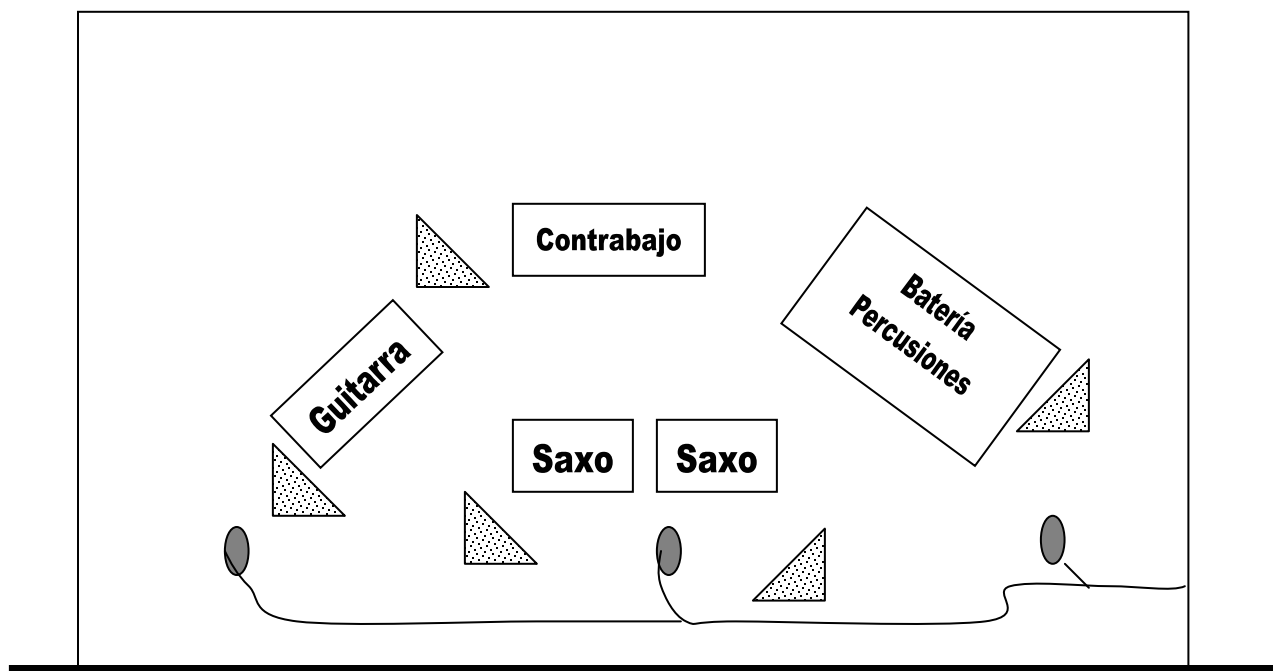 Contrabajo
Batería
Percusiones
Guitarra
Saxo
Saxo